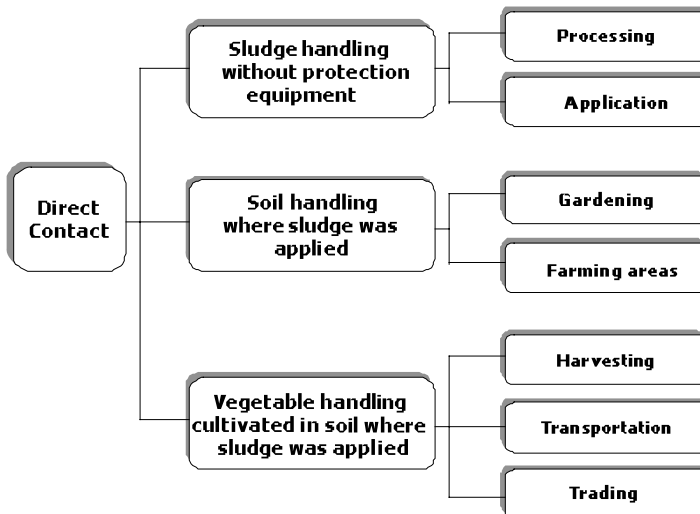 Direct
Contact
Sludge handling
without protection
equipment
Processing
Application
Soil handling
where sludge was
applied
Gardening
Farming areas
Vegetable handling
cultivated in soil where
sludge was applied
Harvesting
Transportation
Trading